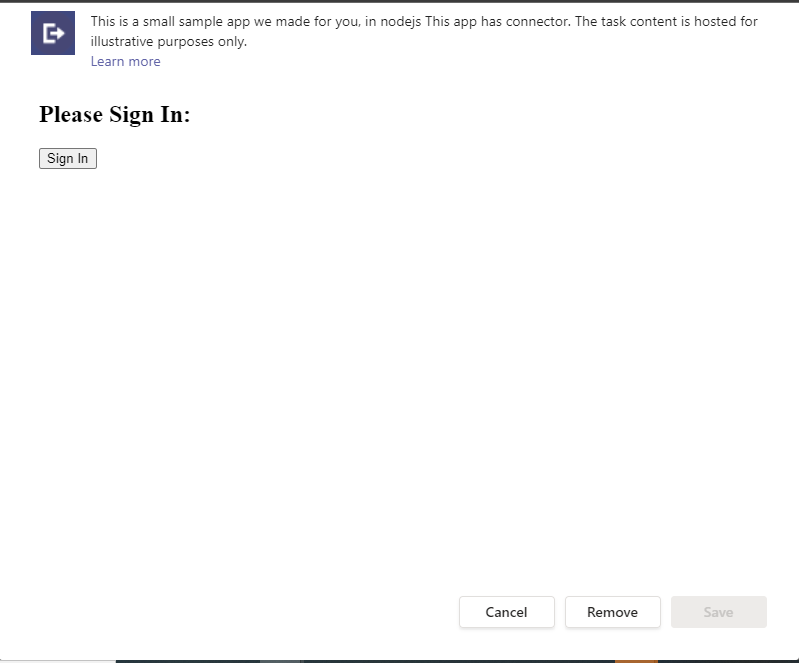 This is a small sample app we made for you, in nodejs This app has connector. The task content is hosted for
illustrative purposes only.
Learn more
Please Sign In:
Sign In
Cancel
Remove
Save